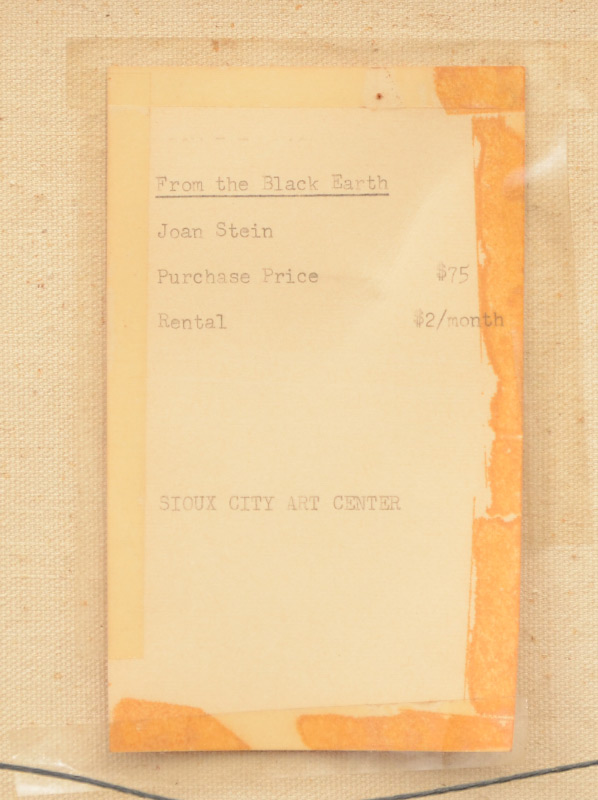 From the Black Earth
Joan Stein
Purchase Price $75
Rental $2/month
SIOUX CITY ART CENTER